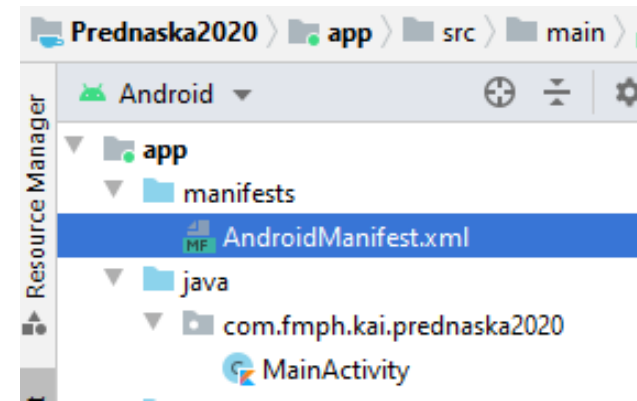 Prednaska2020 app src main
Android
Resource Manager
app
manifests
MF AndroidManifest.xml
java
com.fmph.kai.prednaska2020
MainActivity